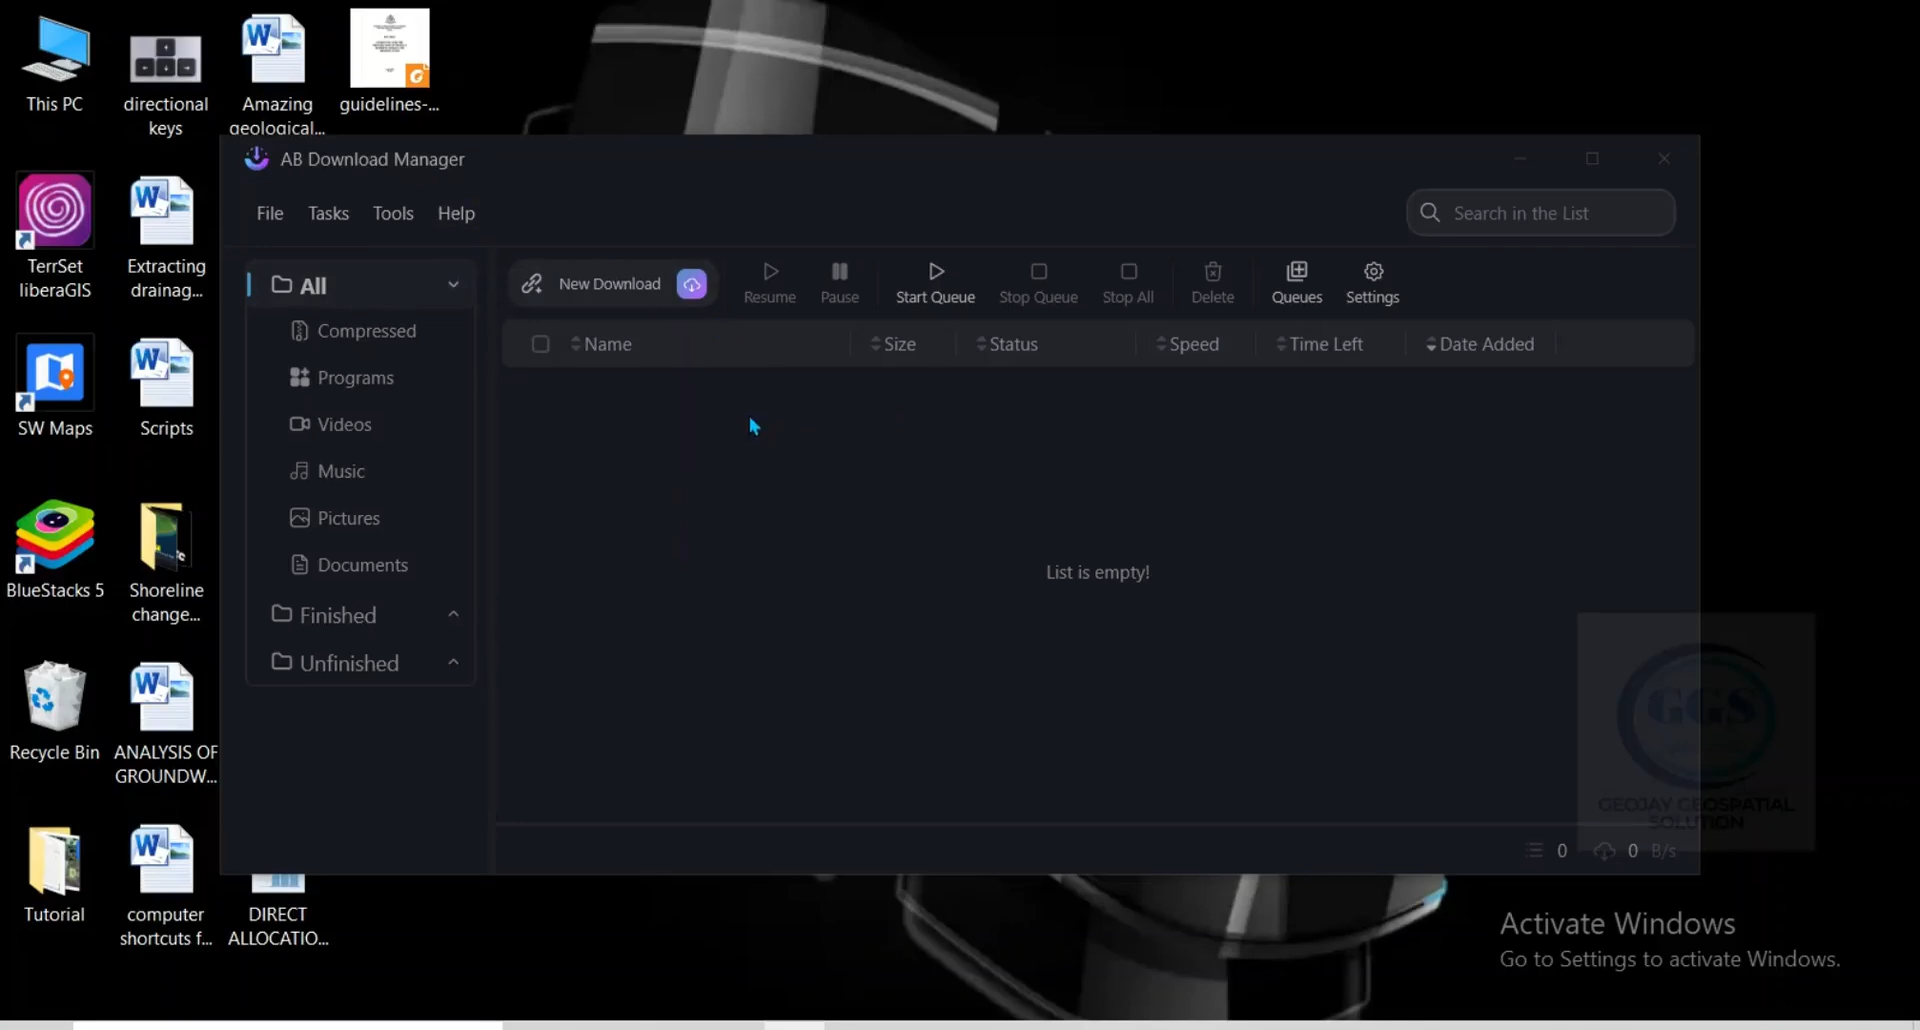 This PC
directional
keys
Amazing
geological...
guidelines-...
TerrSet
liberaGIS
Extracting
drainag...
SW Maps
Scripts
BlueStacks 5
Shoreline
change...
Recycle Bin
ANALYSIS OF
GROUNDW...
Tutorial
computer
shortcuts f...
DIRECT
ALLOCATIO...
AB Download Manager
File Tasks Tools Help
Search in the List
All
Compressed
Programs
Videos
Music
Pictures
Documents
Finished
Unfinished
New Download
Resume Pause Start Queue Stop Queue Stop All Delete Queues Settings
Name Size Status Speed Time Left Date Added
List is empty!
GGS
GEOJAY GEOSPATIAL
SOLUTION
0 0 B/s
Activate Windows
Go to Settings to activate Windows.